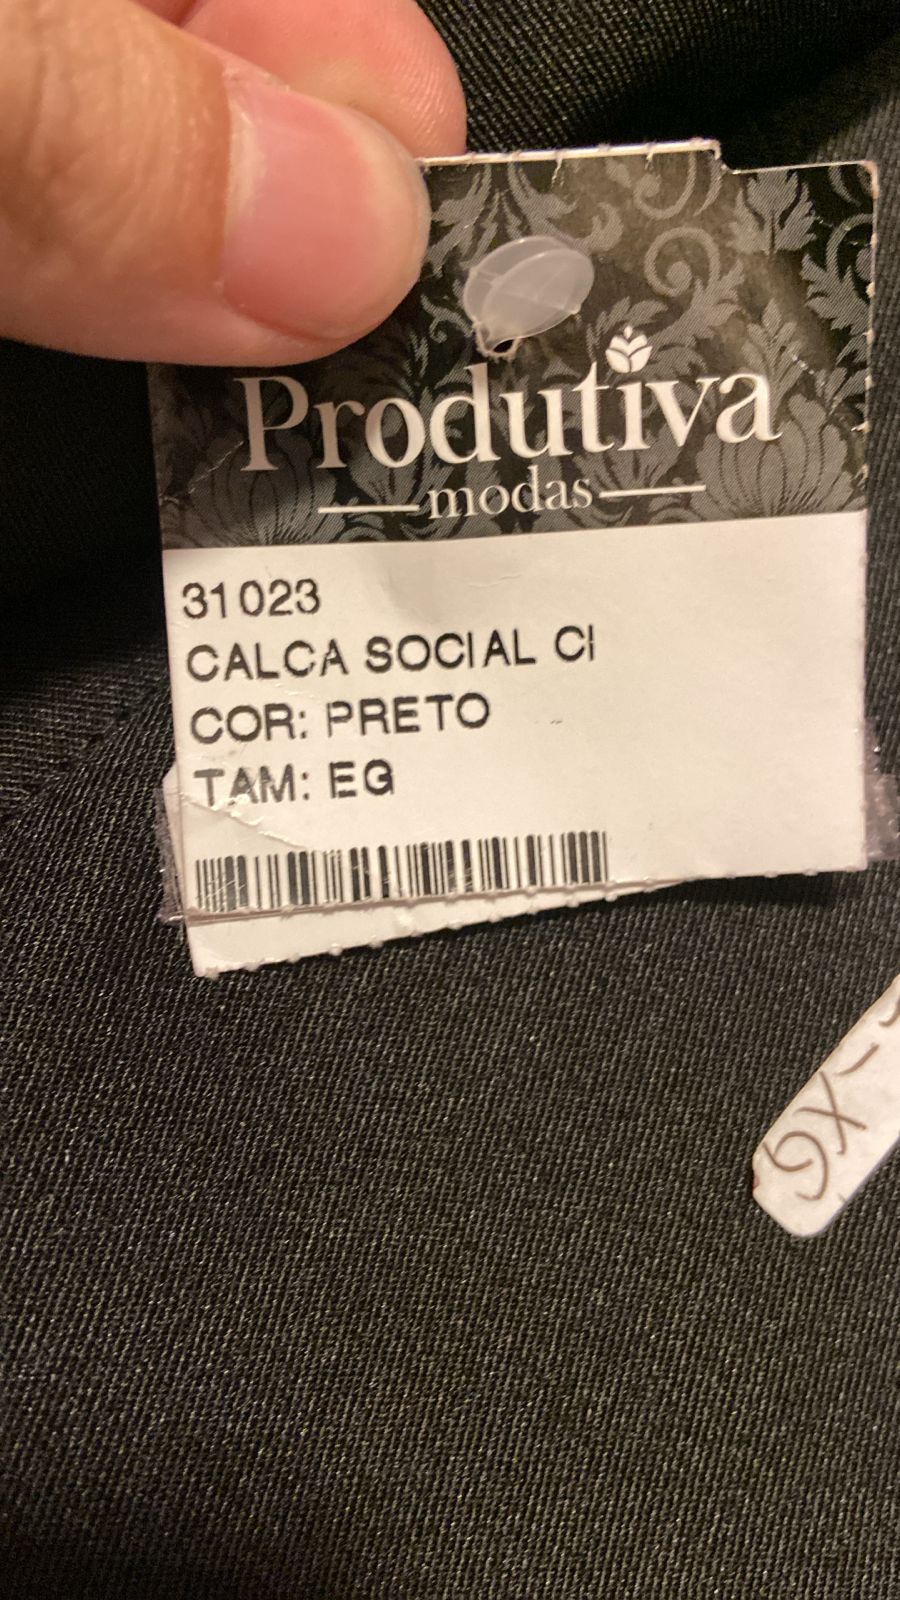 Produtiva
modas
31023
CALCA SOCIAL CI
COR: PRETO
TAM: EG